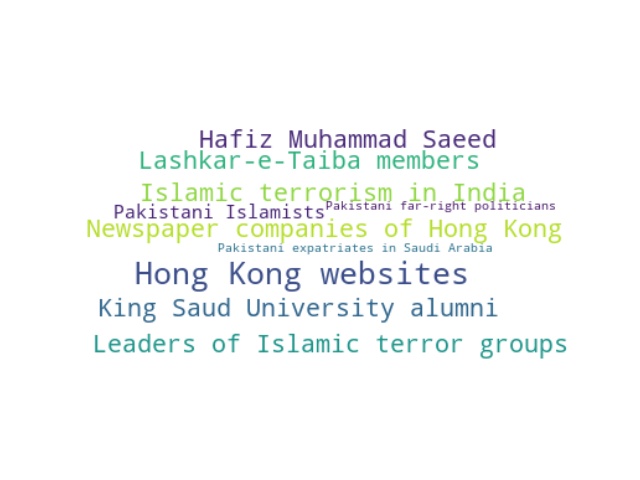 Hafiz Muhammad Saeed
Lashkar-e-Taiba members
Islamic terrorism in India
Pakistani Islamists
Pakistani far-right politicians
Newspaper companies of Hong Kong
Pakistani expatriates in Saudi Arabia
Hong Kong websites
King Saud University alumni
Leaders of Islamic terror groups